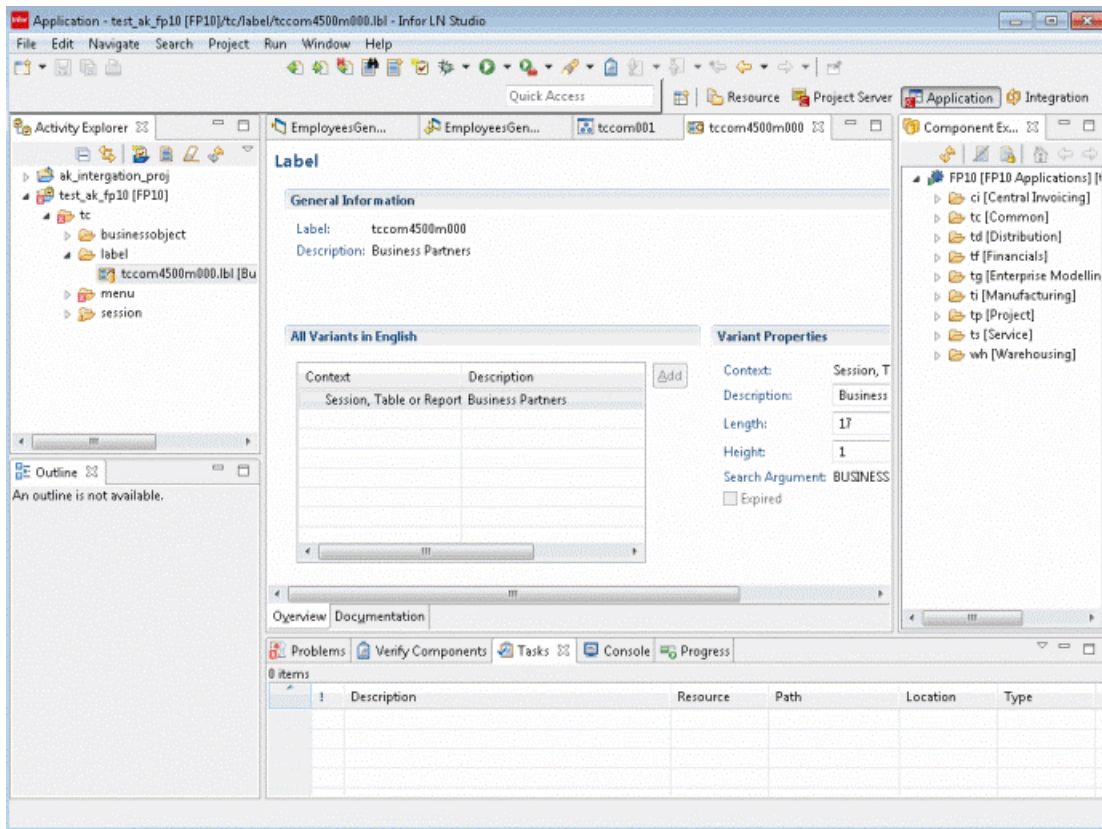 Application - test_ak_fp10 [FP10]/tc/label/tccom4500m000.lbl - Infor LN Studio
File Edit Navigate Search Project Run Window Help
Quick Access
Resource Project Server Application Integration
Activity Explorer
ak_intergation_proj
test_ak_fp10 [FP10]
tc
businessobject
label
tccom4500m000.lbl [Bu
menu
session
Outline
An outline is not available.
EmployeesGen... EmployeesGen... tccom001 tccom4500m000
Label
General Information
Label: tccom4500m000
Description: Business Partners
All Variants in English
Context Description
Session, Table or Report Business Partners
Add
Variant Properties
Context: Session, T
Description: Business
Length: 17
Height: 1
Search Argument: BUSINESS
Expired
Overview Documentation
Component Ex...
FP10 [FP10 Applications] [t
ci [Central Invoicing]
tc [Common]
td [Distribution]
tf [Financials]
tg [Enterprise Modellin
ti [Manufacturing]
tp [Project]
ts [Service]
wh [Warehousing]
Problems Verify Components Tasks Console Progress
0 items
! Description Resource Path Location Type